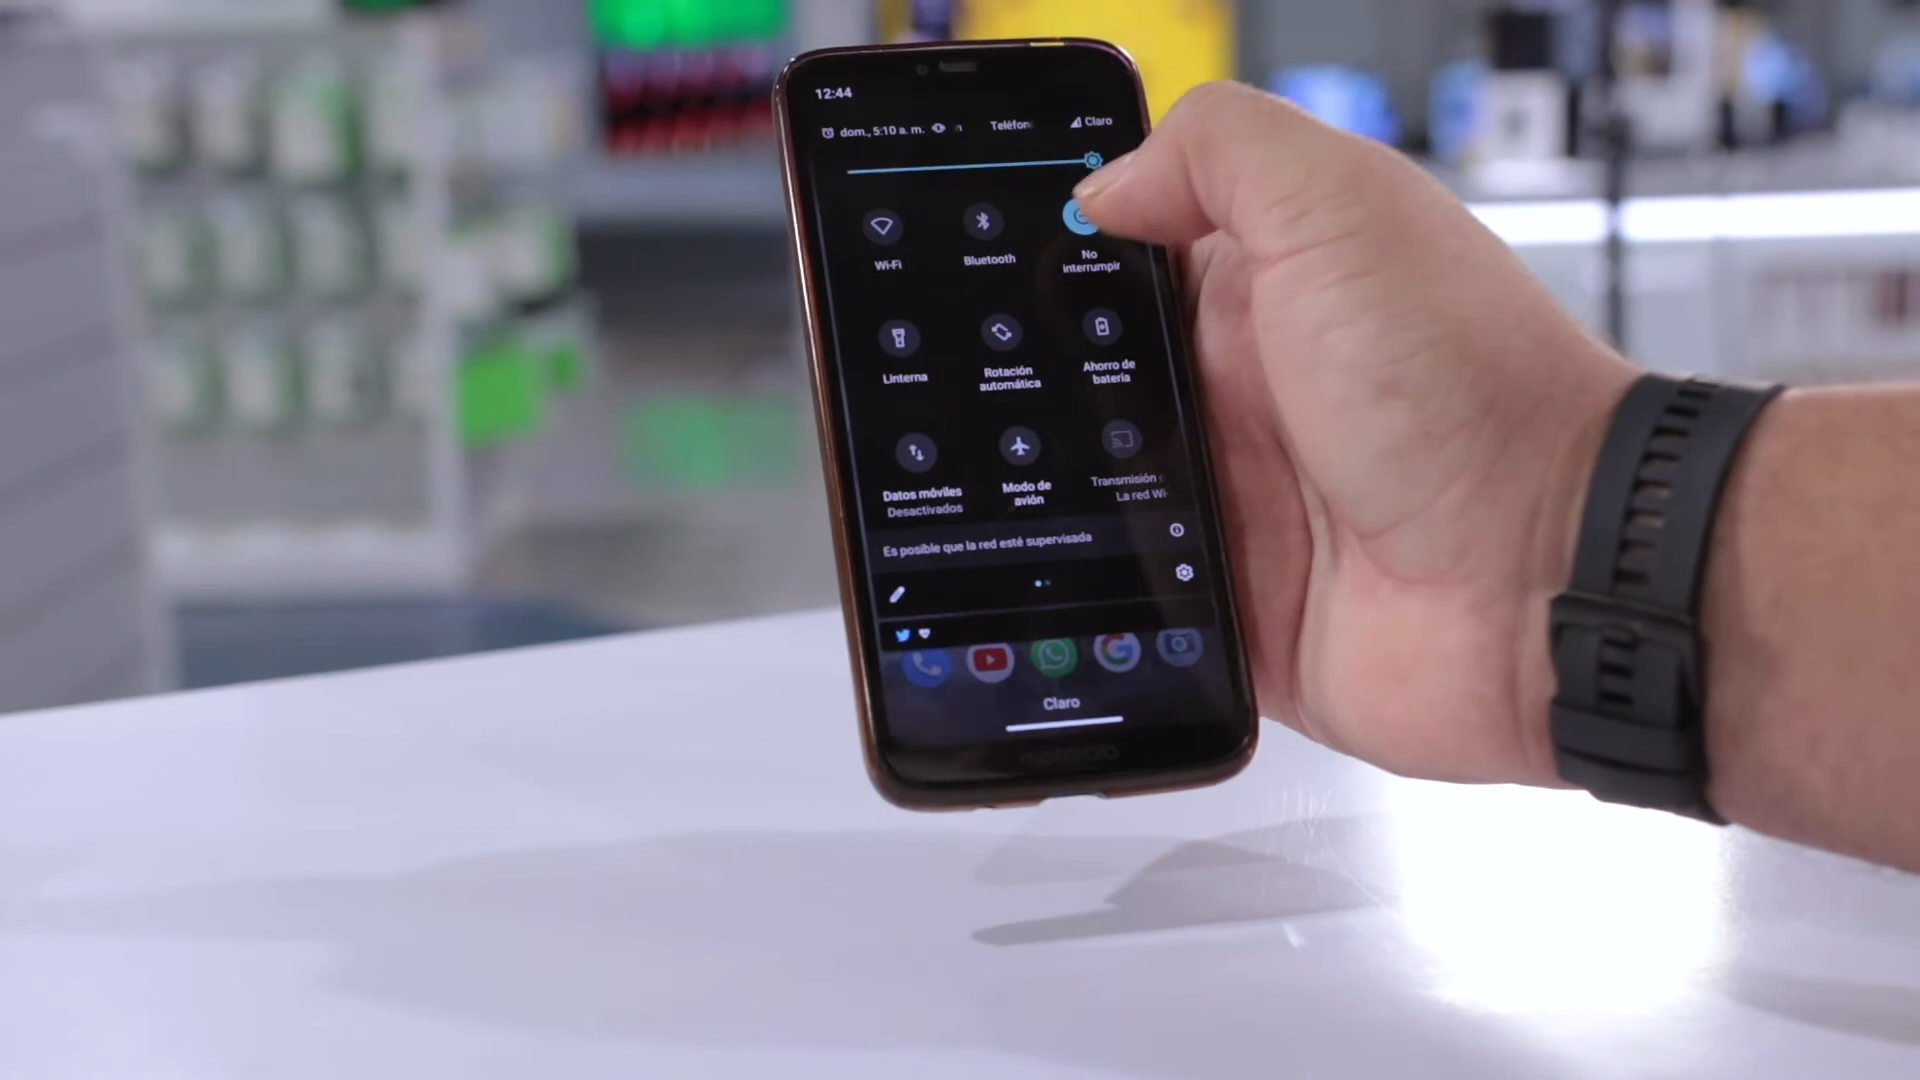 12:44
dom., 5:10 a. m.
Teléfon
Claro
Wi-Fi
Bluetooth
No
interrumpir
Linterna
Rotación
automática
Ahorro de
batería
Datos móviles
Desactivados
Modo de
avión
Transmisión
La red Wi-
Es posible que la red esté supervisada
Claro
motorola